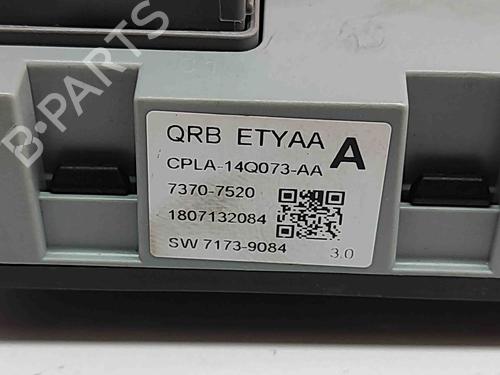 B-PARTS
QRB ETYAA A
CPLA-14Q073-AA
7370-7520
1807132084
SW 7173-9084 3.0